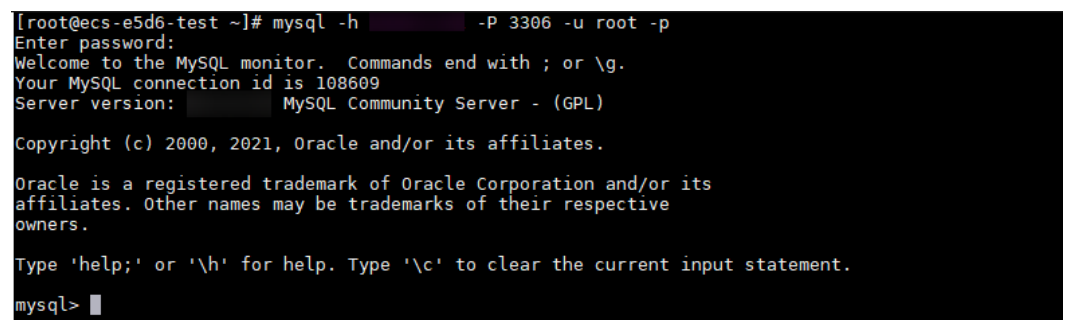 [root@ecs-e5d6-test ~]# mysql -h -P 3306 -u root -p
Enter password:
Welcome to the MySQL monitor.  Commands end with ; or \g.
Your MySQL connection id is 108609
Server version: MySQL Community Server - (GPL)
Copyright (c) 2000, 2021, Oracle and/or its affiliates.
Oracle is a registered trademark of Oracle Corporation and/or its
affiliates. Other names may be trademarks of their respective
owners.
Type 'help;' or '\h' for help. Type '\c' to clear the current input statement.
mysql>